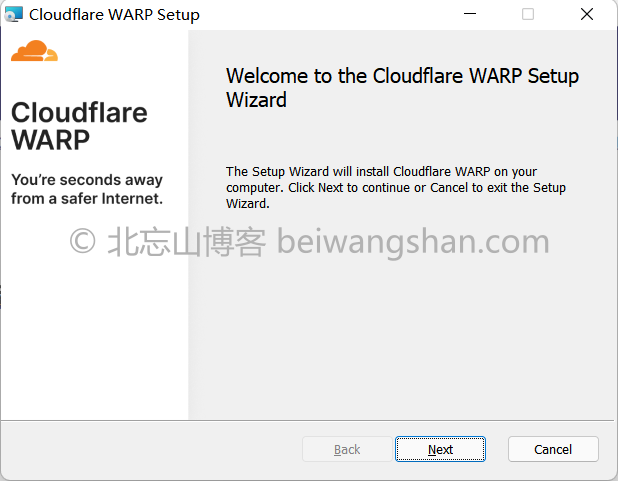 Cloudflare WARP Setup
Cloudflare
WARP
You're seconds away
from a safer Internet.
Welcome to the Cloudflare WARP Setup
Wizard
The Setup Wizard will install Cloudflare WARP on your
computer. Click Next to continue or Cancel to exit the Setup
Wizard.
© 北忘山博客 beiwangshan.com
Back
Next
Cancel